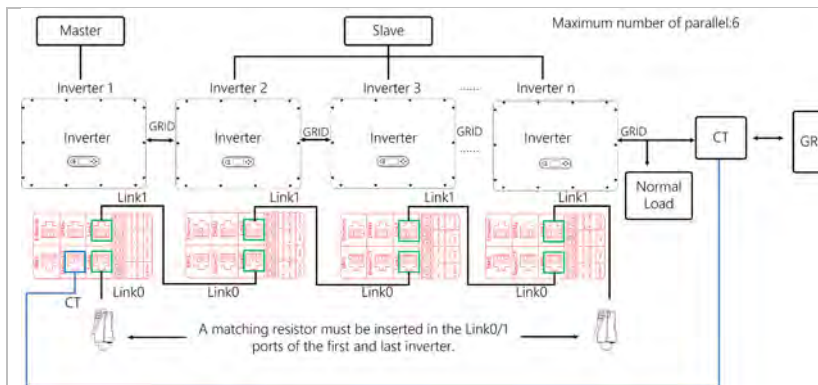 Master
Slave
Maximum number of parallel:6
Inverter 1
Inverter 2
Inverter 3
......
Inverter n
Inverter
GRID
Inverter
GRID
Inverter
GRID
......
Inverter
GRID
CT
GR
Normal
Load
Link1
Link1
Link1
Link1
Link0
Link0
Link0
Link0
CT
A matching resistor must be inserted in the Link0/1
ports of the first and last inverter.